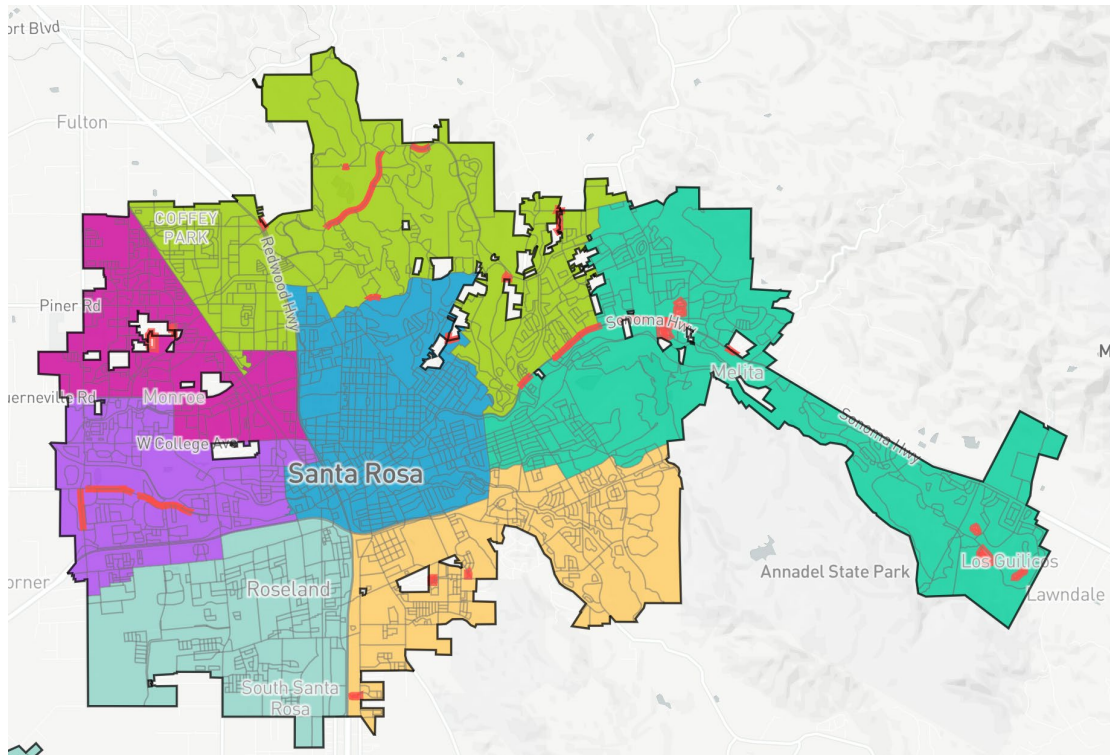 ort Blvd
Fulton
COFFEY
PARK
Redwood Hwy
Piner Rd
Sonoma Hwy
M
Melita
uerneville Rd
Monroe
Sonoma Hwy
W College Ave
Santa Rosa
Los Guilicos
Annadel State Park
orner
Roseland
Lawndale
South Santa
Rosa